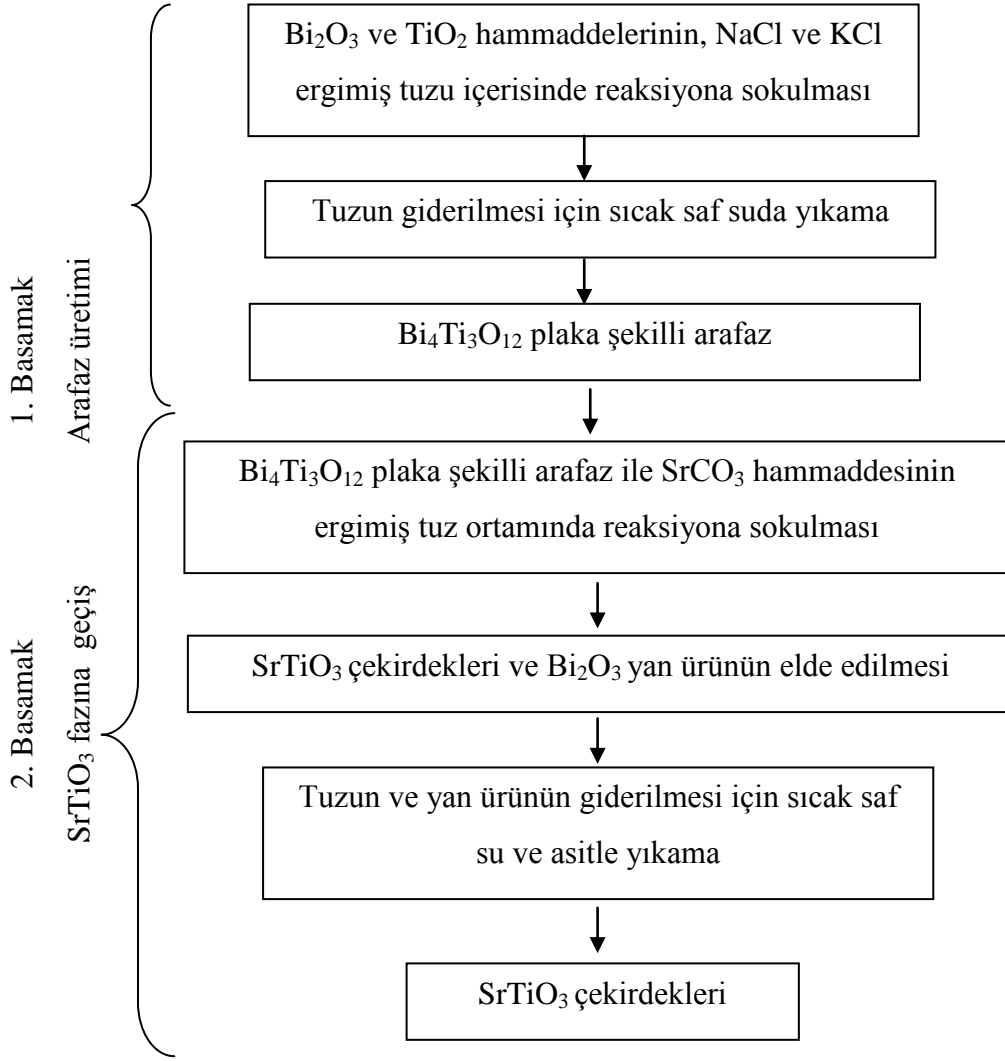 Bi₂O₃ ve TiO₂ hammaddelerinin, NaCl ve KCl
ergimiş tuzu içerisinde reaksiyona sokulması
Tuzun giderilmesi için sıcak saf suda yıkama
Bi₄Ti₃O₁₂ plaka şekilli arafaz
1. Basamak
Arafaz üretimi
Bi₄Ti₃O₁₂ plaka şekilli arafaz ile SrCO₃ hammaddesinin
ergimiş tuz ortamında reaksiyona sokulması
SrTiO₃ çekirdekleri ve Bi₂O₃ yan ürünün elde edilmesi
Tuzun ve yan ürünün giderilmesi için sıcak saf
su ve asitle yıkama
SrTiO₃ çekirdekleri
2. Basamak
SrTiO₃ fazına geçiş